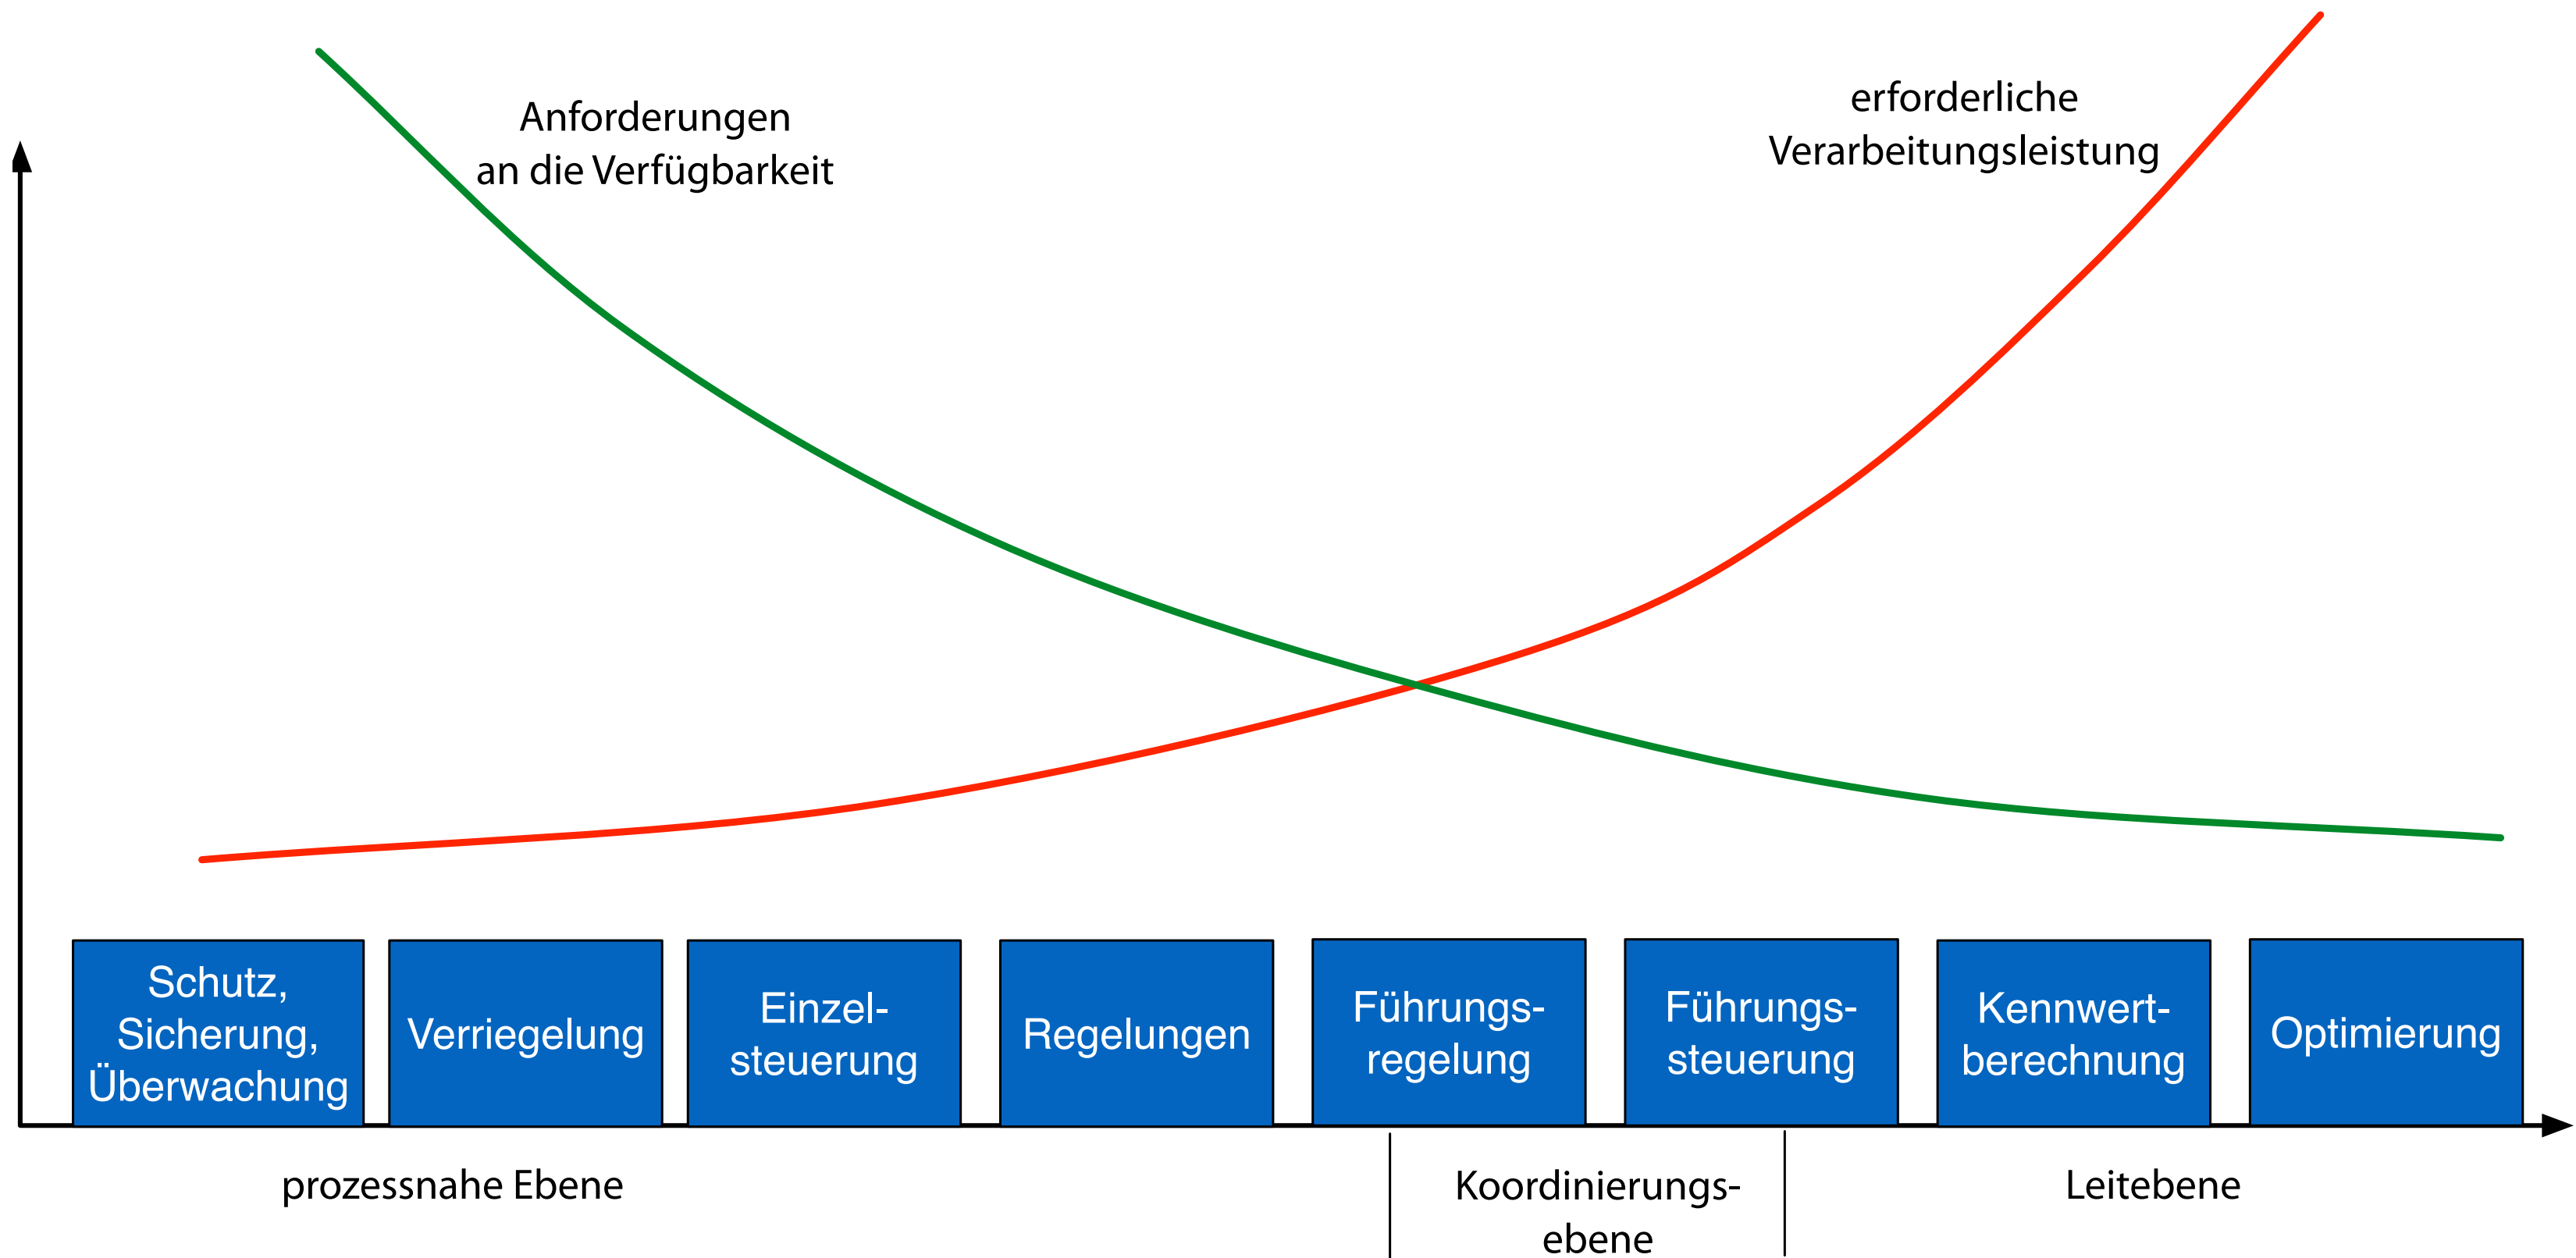 Anforderungen
an die Verfügbarkeit
erforderliche
Verarbeitungsleistung
Schutz,
Sicherung,
Überwachung
Verriegelung
Einzel-
steuerung
Regelungen
Führungs-
regelung
Führungs-
steuerung
Kennwert-
berechnung
Optimierung
prozessnahe Ebene
Koordinierungs-
ebene
Leitebene